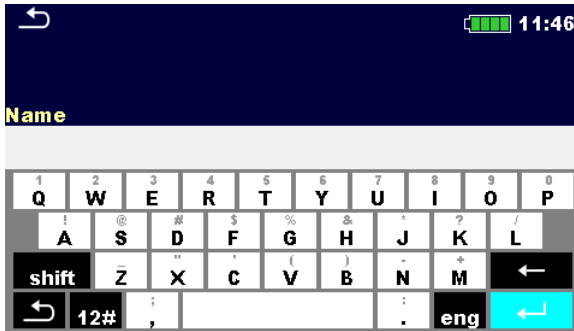 11:46
Name
1 2 3 4 5 6 7 8 9 0
Q W E R T Y U I O P
! @ # $ % & * ? /
A S D F G H J K L
_ " ' ( ) - +
shift Z X C V B N M
; :
12# , . eng